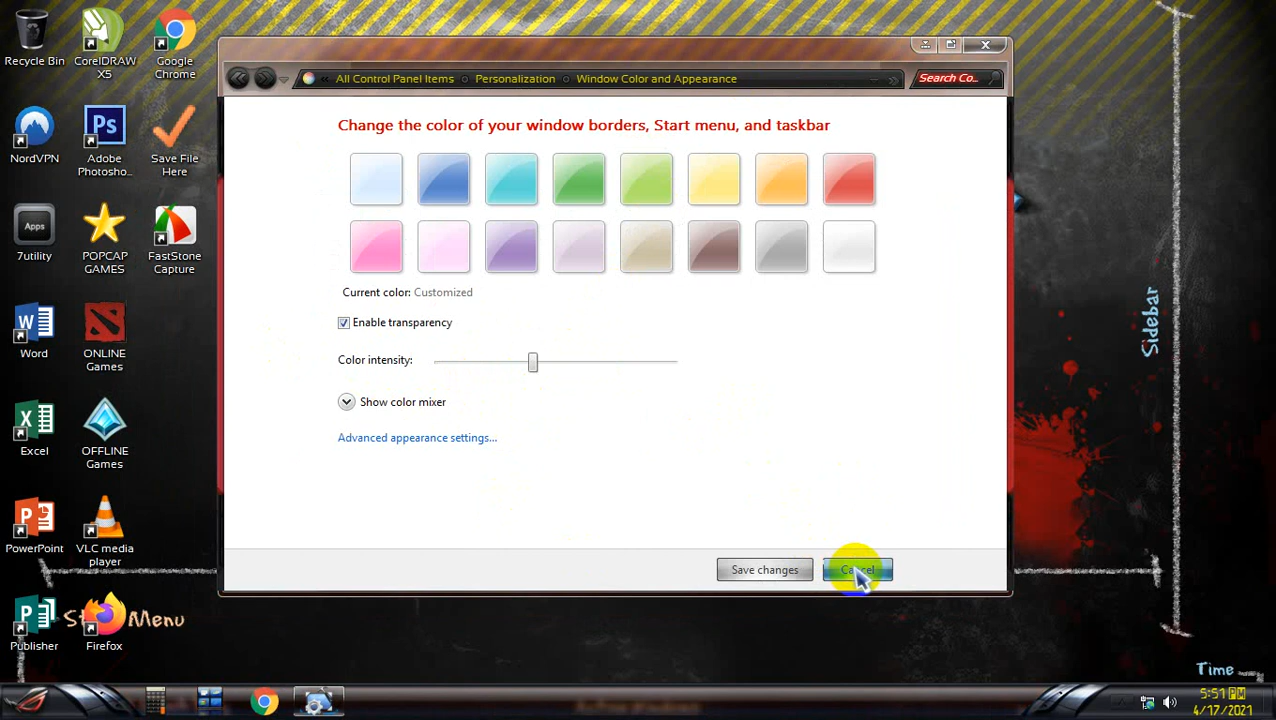 Recycle Bin
CorelDRAW X5
Google Chrome
NordVPN
Ps
Adobe Photosho...
Save File Here
Apps
7utility
POPCAP GAMES
FastStone Capture
Word
ONLINE Games
Excel
OFFLINE Games
PowerPoint
VLC media player
Publisher
Firefox
All Control Panel Items
Personalization
Window Color and Appearance
Search Co...
Change the color of your window borders, Start menu, and taskbar
Current color: Customized
Enable transparency
Color intensity:
Show color mixer
Advanced appearance settings...
Save changes
Cancel
Sidebar
Menu
Time
5:51 PM
4/17/2021